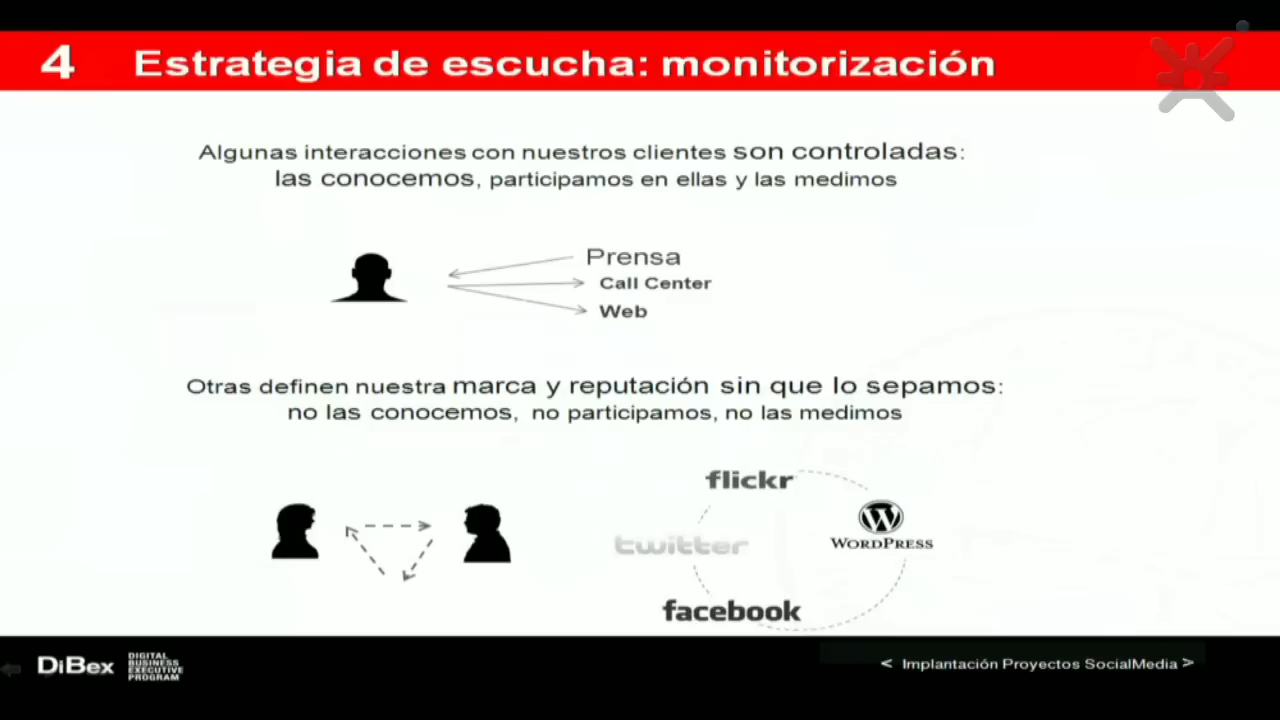 4 Estrategia de escucha: monitorización
Algunas interacciones con nuestros clientes son controladas:
las conocemos, participamos en ellas y las medimos
Prensa
Call Center
Web
Otras definen nuestra marca y reputación sin que lo sepamos:
no las conocemos, no participamos, no las medimos
flickr
twitter
WORDPRESS
facebook
DiBex
DIGITAL
BUSINESS
EXECUTIVE
PROGRAM
< Implantación Proyectos SocialMedia >